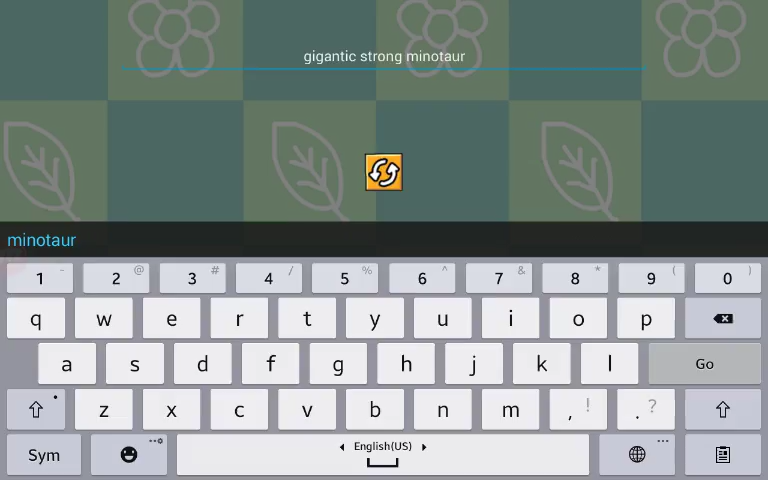 gigantic strong minotaur
minotaur
1 - 2 @ 3 # 4 / 5 % 6 ^ 7 & 8 * 9 ( 0 )
q w e r t y u i o p
a s d f g h j k l Go
z x c v b n m , ! . ?
Sym English(US)